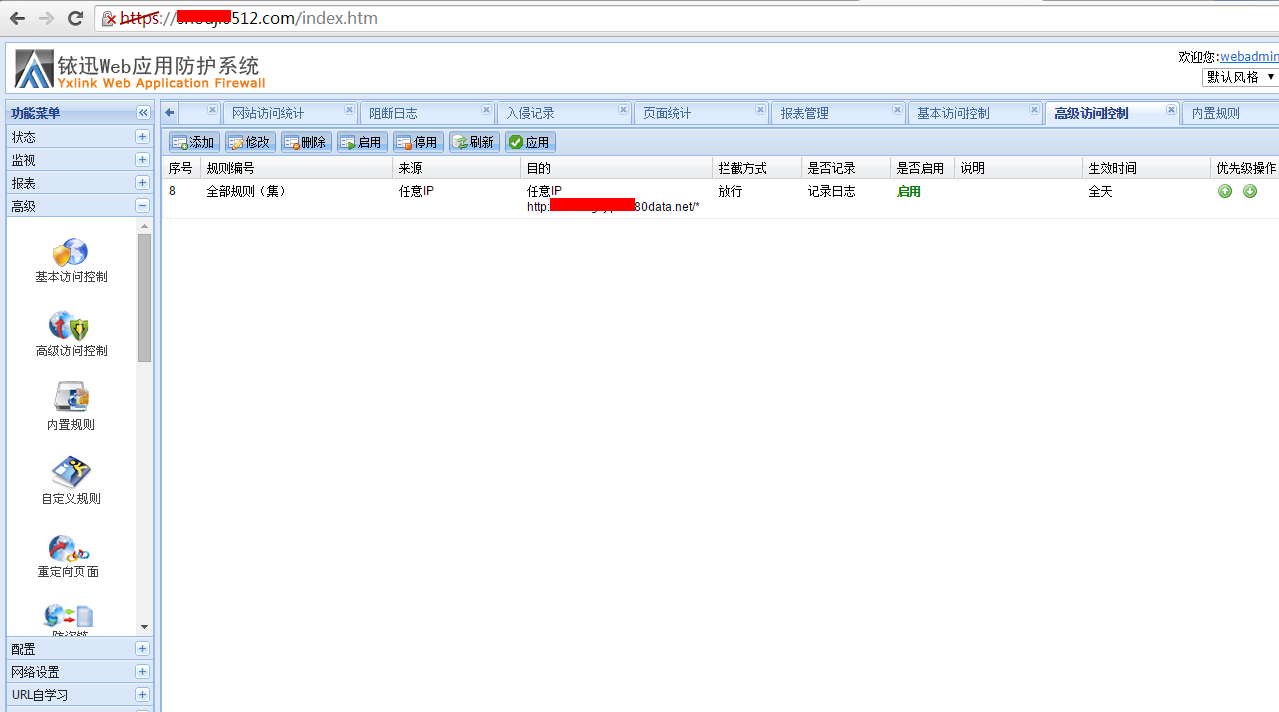 https://512.com/index.htm
铱迅Web应用防护系统
Yxlink Web Application Firewall
欢迎您:webadmin
默认风格
功能菜单
状态
监视
报表
高级
基本访问控制
高级访问控制
内置规则
自定义规则
重定向页面
配置
网络设置
URL自学习
网站访问统计 阻断日志 入侵记录 页面统计 报表管理 基本访问控制 高级访问控制 内置规则
添加 修改 删除 启用 停用 刷新 应用
序号 规则编号 来源 目的 拦截方式 是否记录 是否启用 说明 生效时间 优先级操作
8 全部规则（集） 任意IP 任意IP 放行 记录日志 启用 全天
http: 80data.net/*